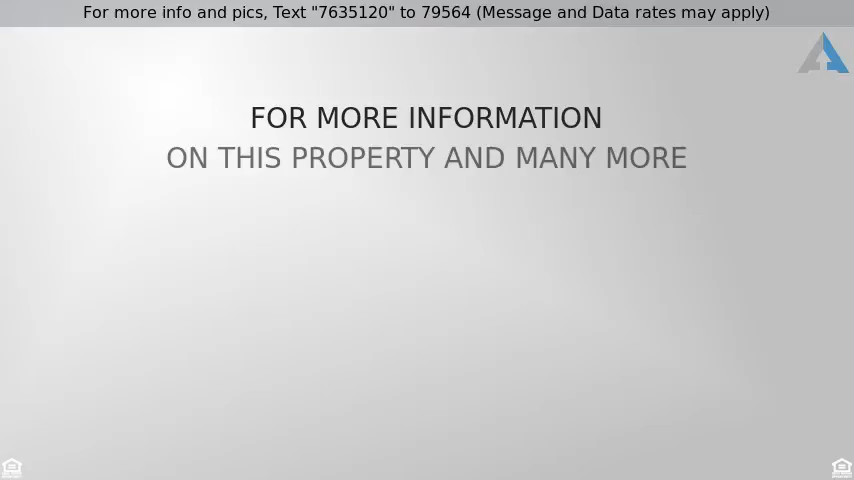 For more info and pics, Text "7635120" to 79564 (Message and Data rates may apply)
FOR MORE INFORMATION
ON THIS PROPERTY AND MANY MORE